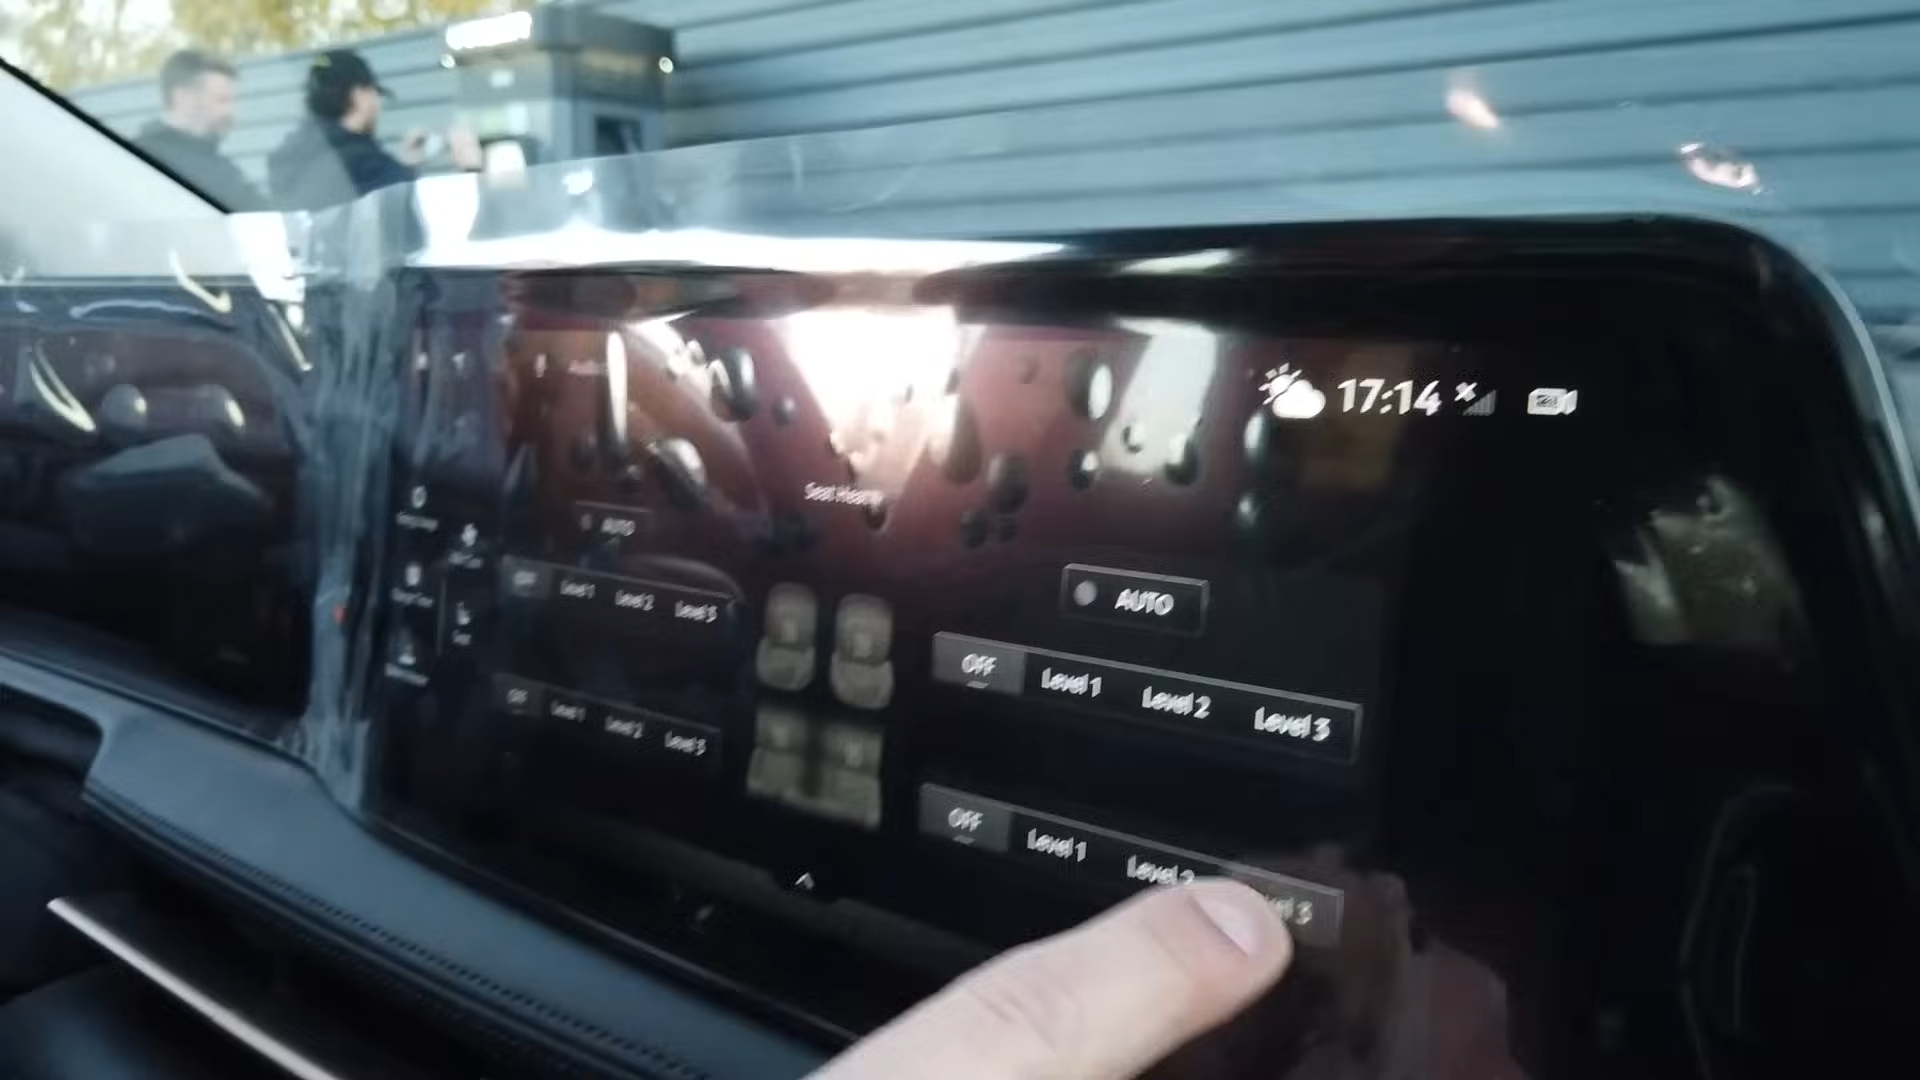 17:14
Seat Heating
AUTO
AUTO
OFF Level 1 Level 2 Level 3
OFF Level 1 Level 2 Level 3
OFF Level 1 Level 2 Level 3
OFF Level 1 Level 2 vel 3